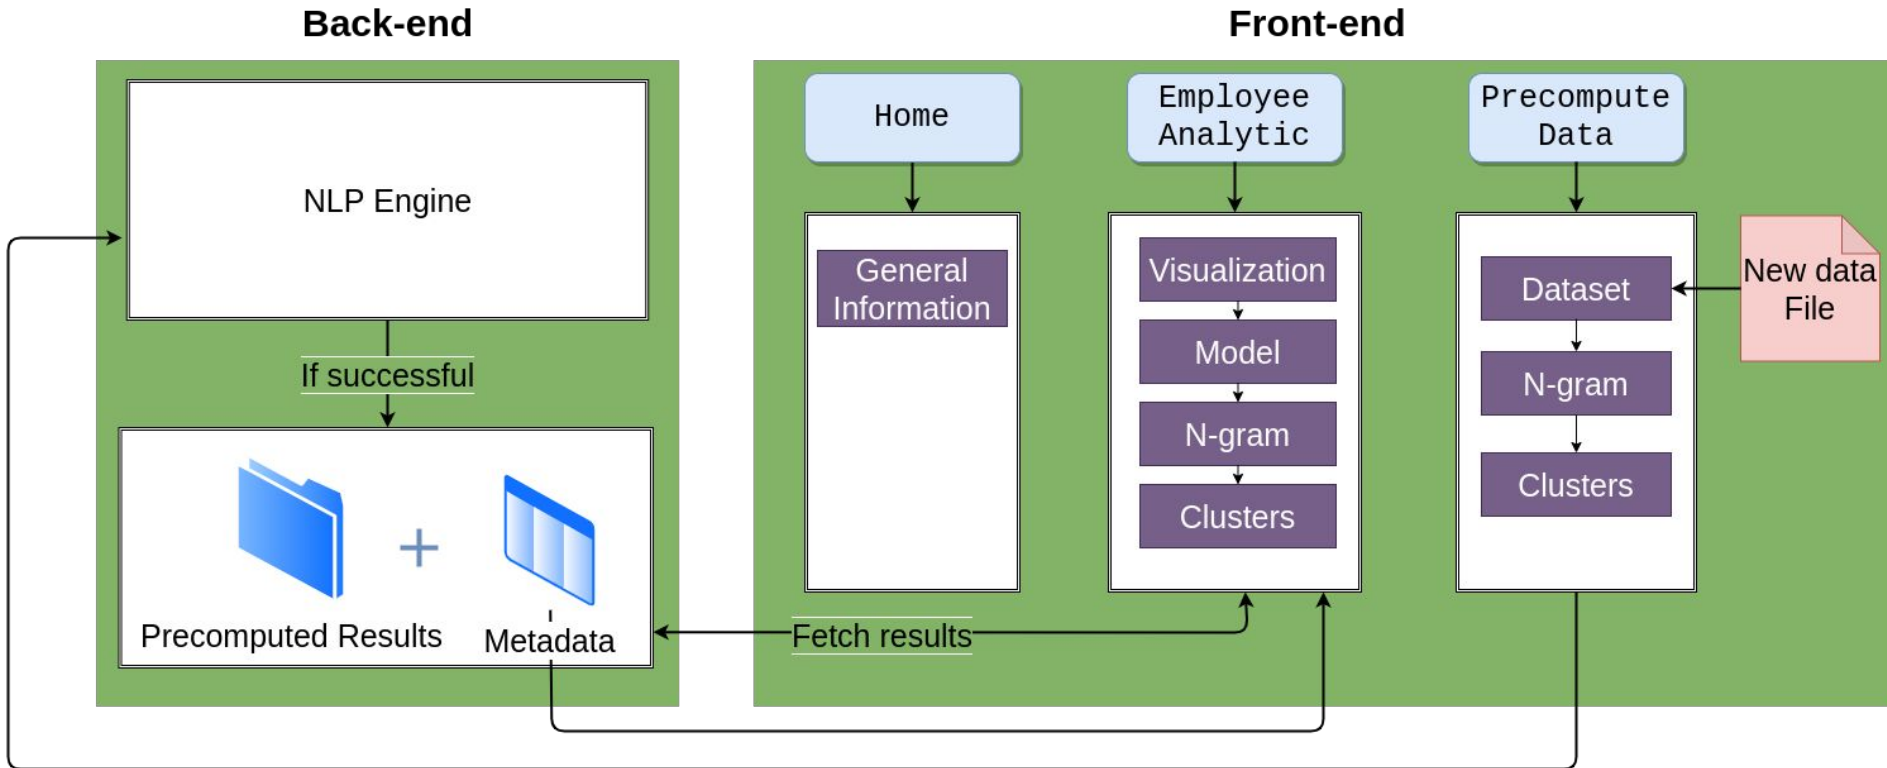 Back-end
Front-end
NLP Engine
If successful
Precomputed Results
Metadata
Fetch results
Home
General
Information
Employee
Analytic
Visualization
Model
N-gram
Clusters
Precompute
Data
Dataset
N-gram
Clusters
New data
File